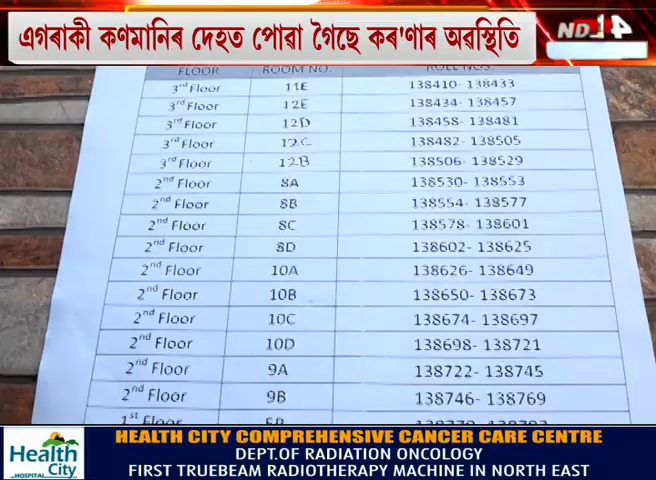 এগৰাকী কণমানিৰ দেহত পোৱা গৈছে কৰ'ণাৰ অৱস্থিতি
FLOOR ROOM NO. ROLL NOS.
3rd Floor 11E 138410- 138433
3rd Floor 12E 138434- 138457
3rd Floor 12D 138458- 138481
3rd Floor 12C 138482- 138505
3rd Floor 12B 138506- 138529
2nd Floor 8A 138530- 138553
2nd Floor 8B 138554- 138577
2nd Floor 8C 138578- 138601
2nd Floor 8D 138602- 138625
2nd Floor 10A 138626- 138649
2nd Floor 10B 138650- 138673
2nd Floor 10C 138674- 138697
2nd Floor 10D 138698- 138721
2nd Floor 9A 138722- 138745
2nd Floor 9B 138746- 138769
1st Floor
HEALTH CITY COMPREHENSIVE CANCER CARE CENTRE
DEPT.OF RADIATION ONCOLOGY
FIRST TRUEBEAM RADIOTHERAPY MACHINE IN NORTH EAST
Health
City
HOSPITAL